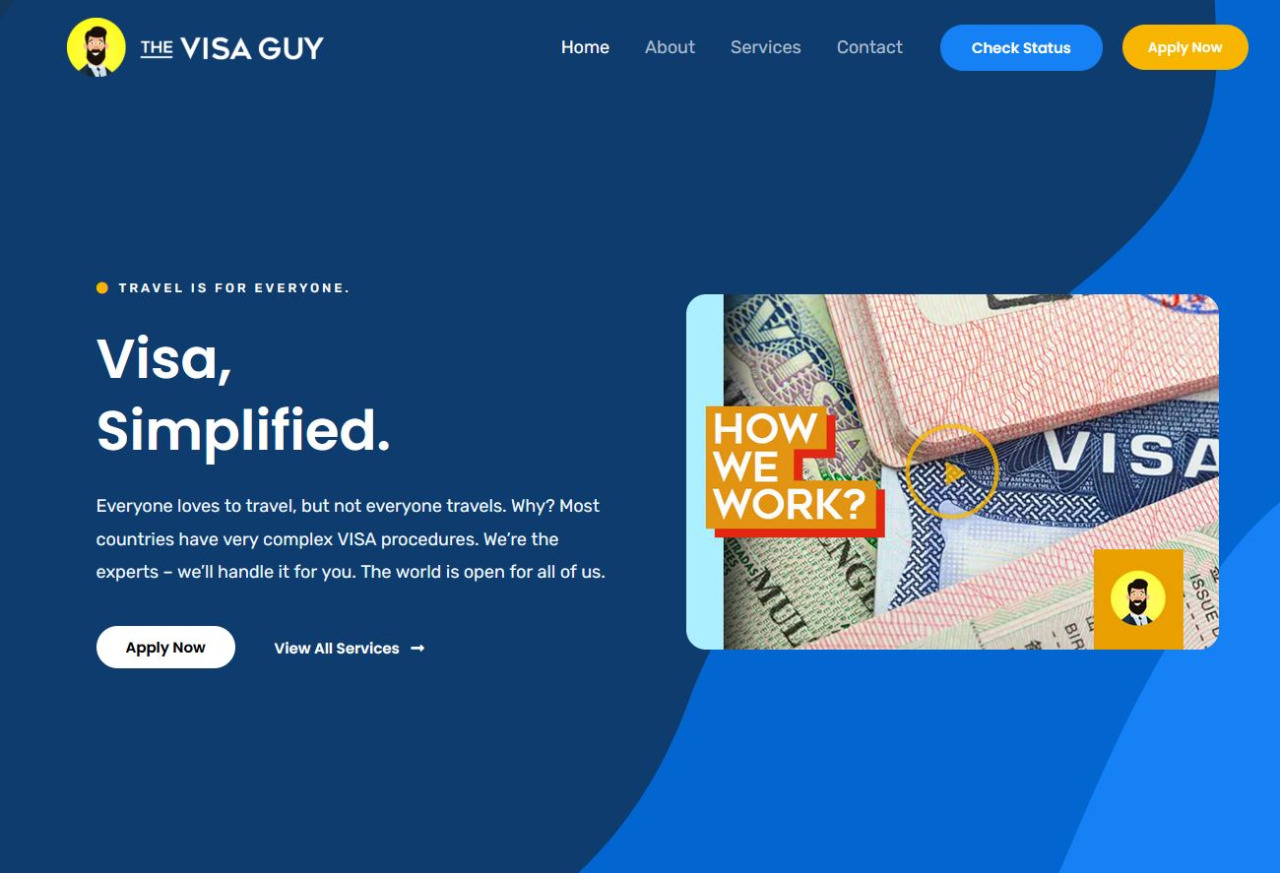 THE VISA GUY
Home
About
Services
Contact
Check Status
Apply Now
TRAVEL IS FOR EVERYONE.
Visa,
Simplified.
Everyone loves to travel, but not everyone travels. Why? Most
countries have very complex VISA procedures. We’re the
experts – we’ll handle it for you. The world is open for all of us.
Apply Now
View All Services
HOW
WE
WORK?
VISA
VISA
MUL